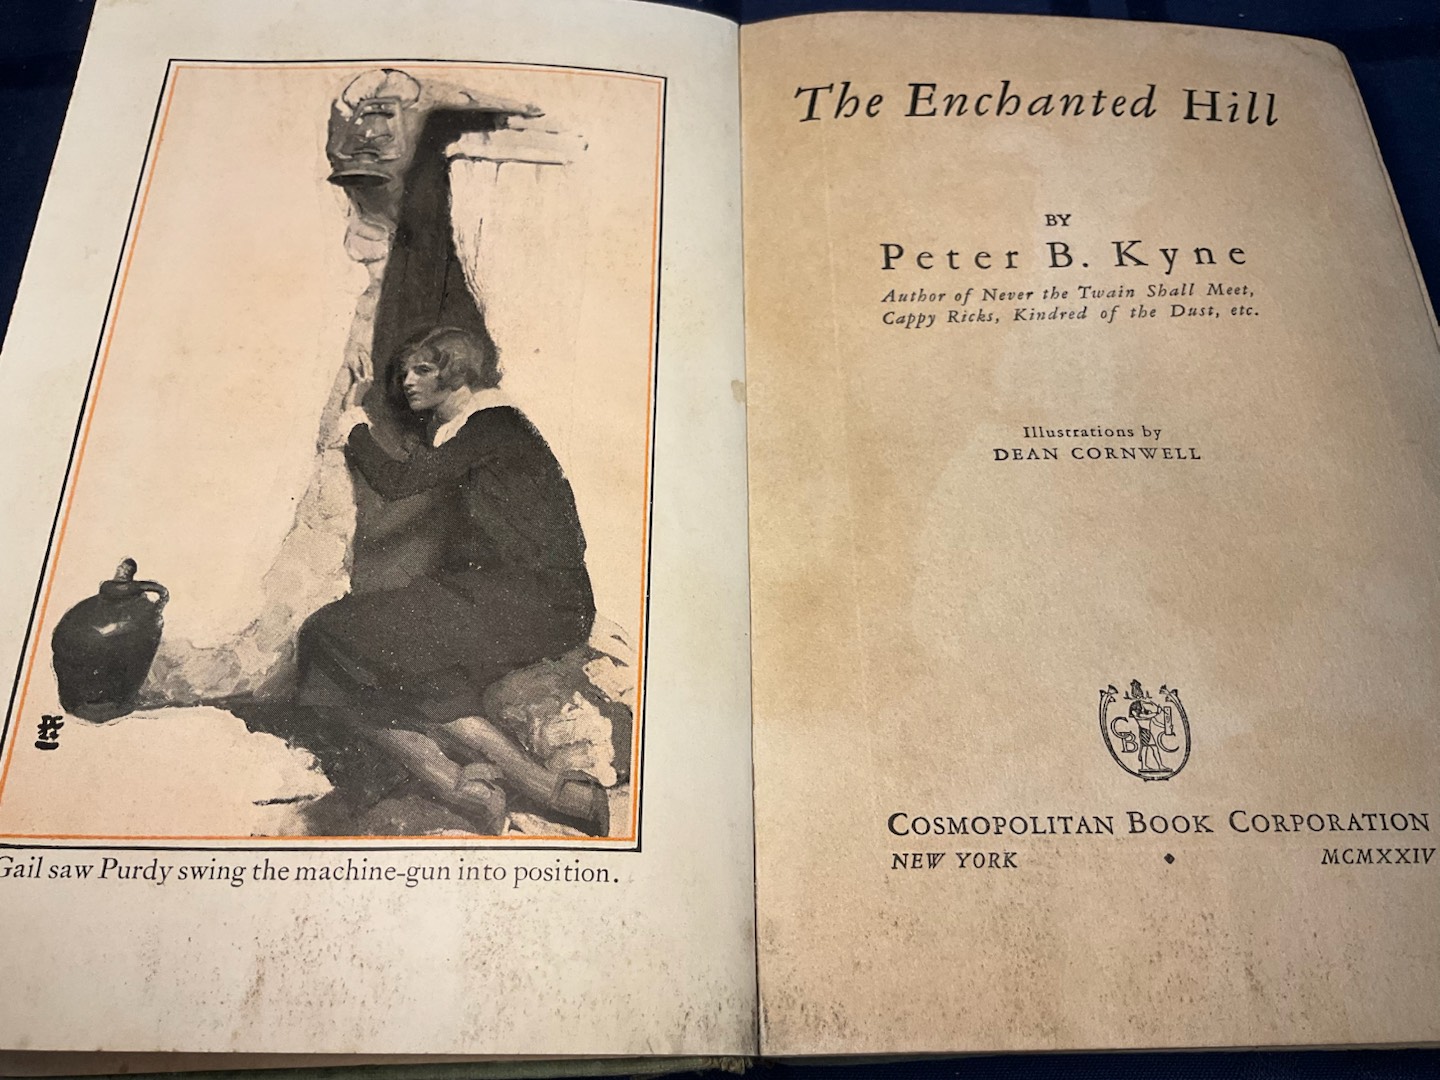 Gail saw Purdy swing the machine-gun into position.
The Enchanted Hill
BY
Peter B. Kyne
Author of Never the Twain Shall Meet,
Cappy Ricks, Kindred of the Dust, etc.
Illustrations by
DEAN CORNWELL
CBC
COSMOPOLITAN BOOK CORPORATION
NEW YORK MCMXXIV